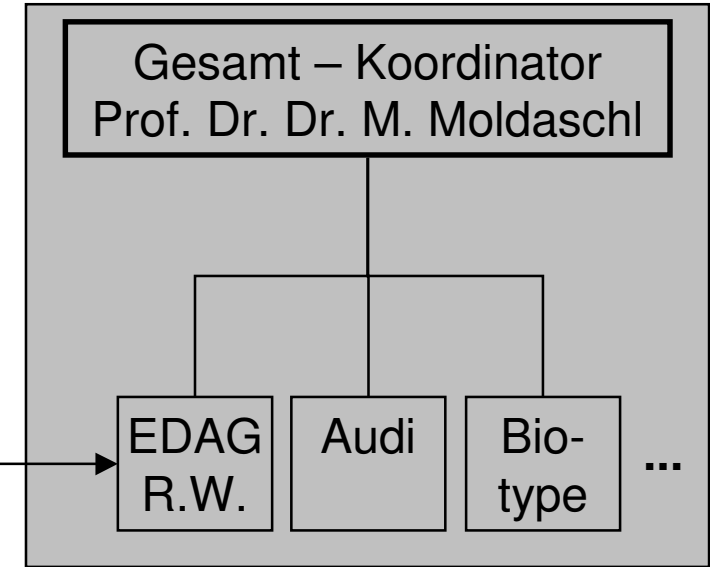 Gesamt – Koordinator
Prof. Dr. Dr. M. Moldaschl
EDAG
R.W.
Audi
Bio-
type
...